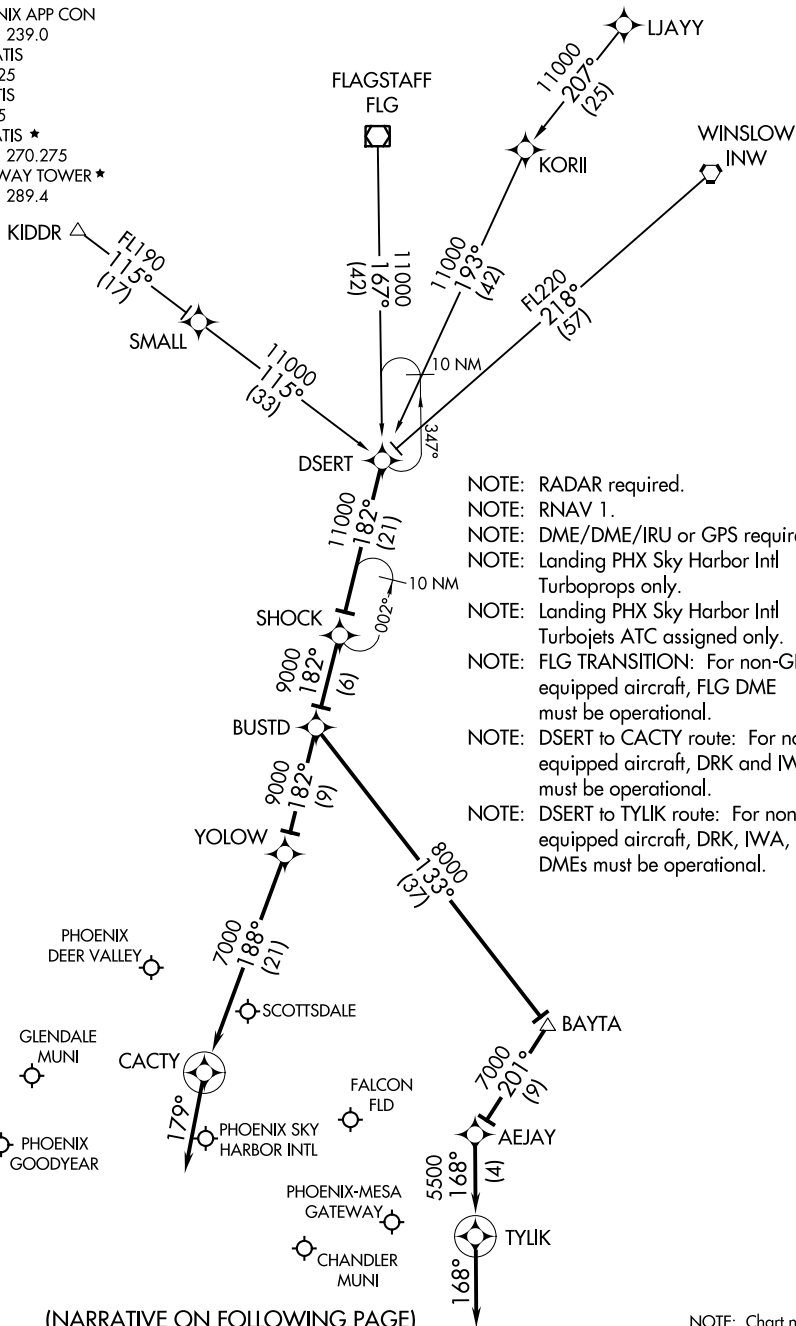 NIX APP CON
239.0
ATIS
25
TIS
5
ATIS ★
270.275
WAY TOWER ★
289.4
LJAYY
11000
207°
(25)
FLAGSTAFF
FLG
KORII
WINSLOW
INW
KIDDR
FL190
115°
(17)
11000
167°
(42)
11000
193°
(42)
FL220
218°
(57)
SMALL
11000
115°
(33)
10 NM
347°
DSERT
11000
182°
(21)
NOTE: RADAR required.
NOTE: RNAV 1.
NOTE: DME/DME/IRU or GPS requir
NOTE: Landing PHX Sky Harbor Intl
Turboprops only.
NOTE: Landing PHX Sky Harbor Intl
Turbojets ATC assigned only.
NOTE: FLG TRANSITION: For non-GP
equipped aircraft, FLG DME
must be operational.
NOTE: DSERT to CACTY route: For no
equipped aircraft, DRK and IW
must be operational.
NOTE: DSERT to TYLIK route: For non
equipped aircraft, DRK, IWA,
DMEs must be operational.
10 NM
002°
SHOCK
9000
182°
(6)
BUSTD
9000
182°
(9)
YOLOW
8000
133°
(37)
7000
188°
(21)
PHOENIX
DEER VALLEY
SCOTTSDALE
BAYTA
GLENDALE
MUNI
CACTY
7000
201°
(9)
FALCON
FLD
179°
PHOENIX SKY
HARBOR INTL
AEJAY
PHOENIX
GOODYEAR
5500
168°
(4)
PHOENIX-MESA
GATEWAY
TYLIK
CHANDLER
MUNI
168°
(NARRATIVE ON FOLLOWING PAGE)
NOTE: Chart n